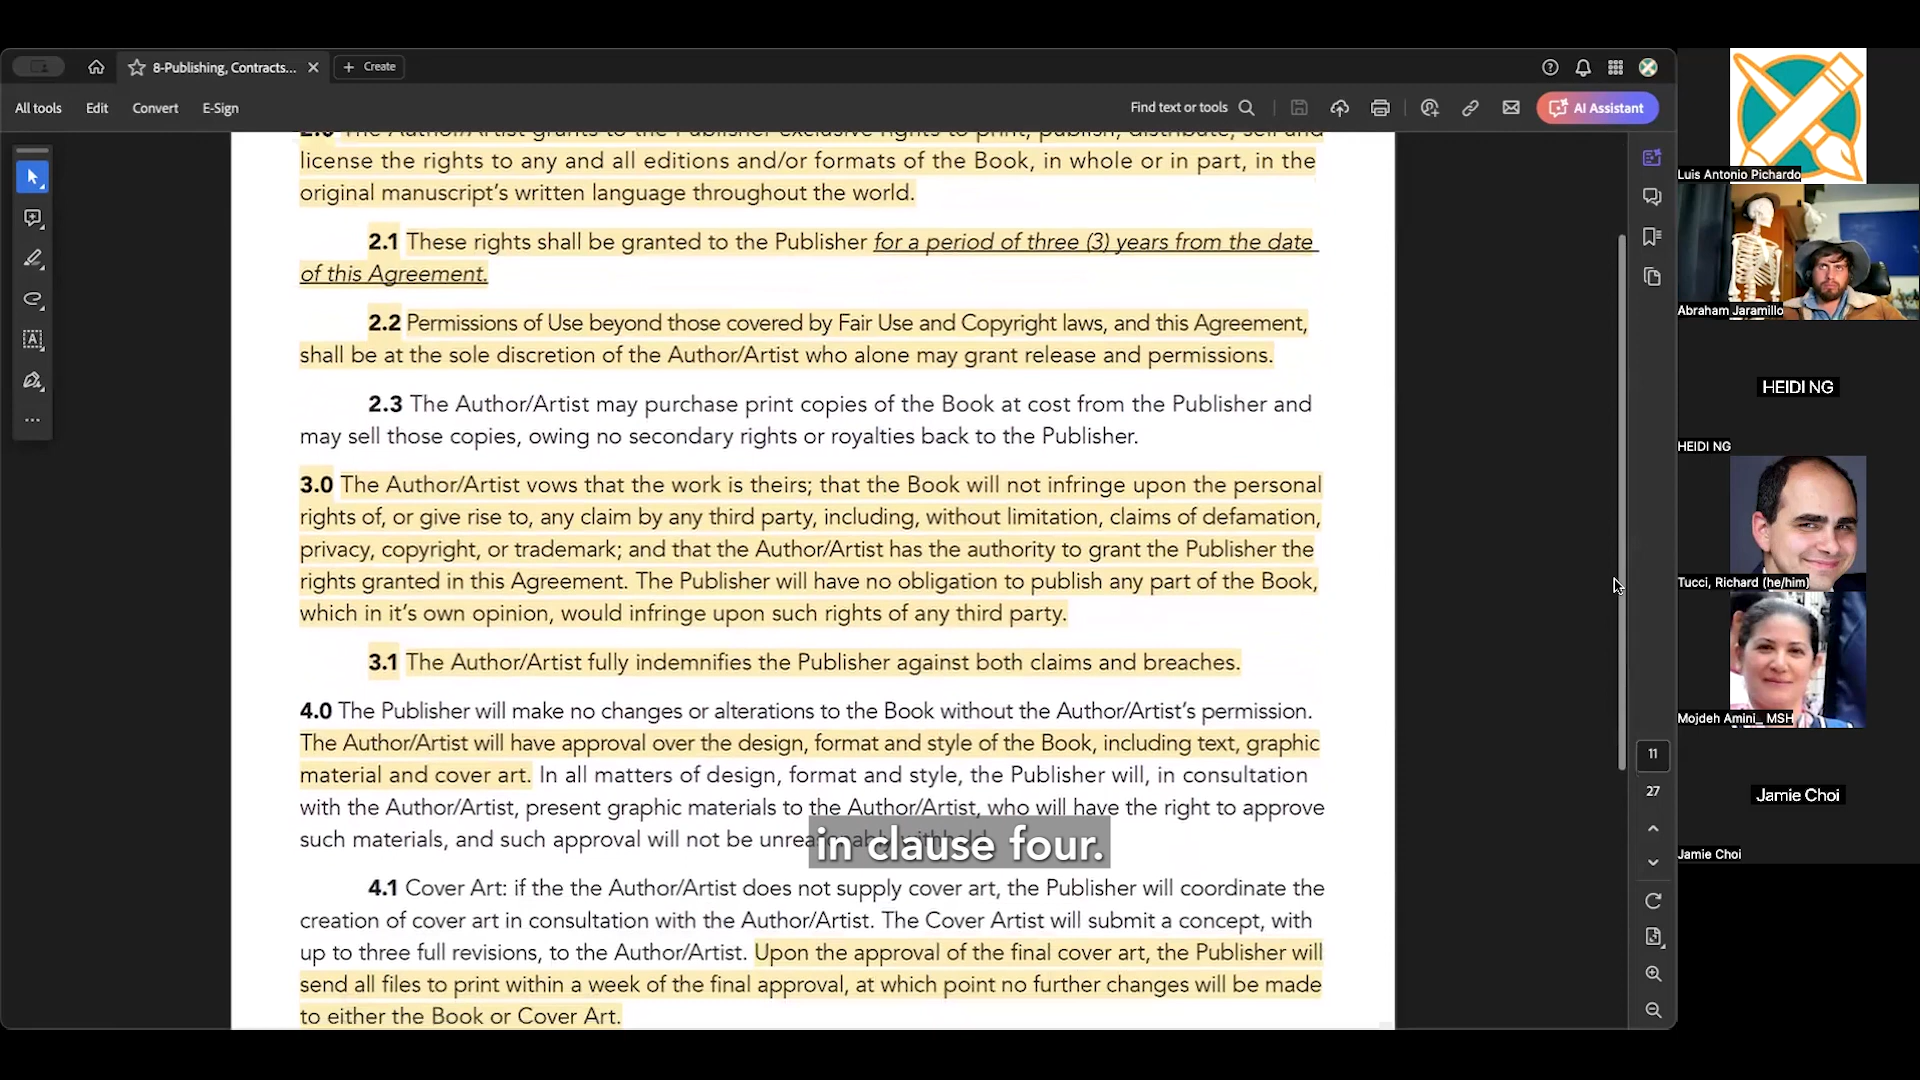 8-Publishing, Contracts...
Create
All tools
Edit
Convert
E-Sign
Find text or tools
AI Assistant
2.0 The Author/Artist grants to the Publisher exclusive rights to print, publish, distribute, sell and
license the rights to any and all editions and/or formats of the Book, in whole or in part, in the
original manuscript's written language throughout the world.
2.1 These rights shall be granted to the Publisher for a period of three (3) years from the date
of this Agreement.
2.2 Permissions of Use beyond those covered by Fair Use and Copyright laws, and this Agreement,
shall be at the sole discretion of the Author/Artist who alone may grant release and permissions.
2.3 The Author/Artist may purchase print copies of the Book at cost from the Publisher and
may sell those copies, owing no secondary rights or royalties back to the Publisher.
3.0 The Author/Artist vows that the work is theirs; that the Book will not infringe upon the personal
rights of, or give rise to, any claim by any third party, including, without limitation, claims of defamation,
privacy, copyright, or trademark; and that the Author/Artist has the authority to grant the Publisher the
rights granted in this Agreement. The Publisher will have no obligation to publish any part of the Book,
which in it's own opinion, would infringe upon such rights of any third party.
3.1 The Author/Artist fully indemnifies the Publisher against both claims and breaches.
4.0 The Publisher will make no changes or alterations to the Book without the Author/Artist's permission.
The Author/Artist will have approval over the design, format and style of the Book, including text, graphic
material and cover art. In all matters of design, format and style, the Publisher will, in consultation
with the Author/Artist, present graphic materials to the Author/Artist, who will have the right to approve
such materials, and such approval will not be
in clause four.
4.1 Cover Art: if the the Author/Artist does not supply cover art, the Publisher will coordinate the
creation of cover art in consultation with the Author/Artist. The Cover Artist will submit a concept, with
up to three full revisions, to the Author/Artist. Upon the approval of the final cover art, the Publisher will
send all files to print within a week of the final approval, at which point no further changes will be made
to either the Book or Cover Art.
11
27
Luis Antonio Pichardo
Abraham Jaramillo
HEIDI NG
HEIDI NG
Tucci, Richard (he/him)
Mojdeh Amini_ MSH
Jamie Choi
Jamie Choi